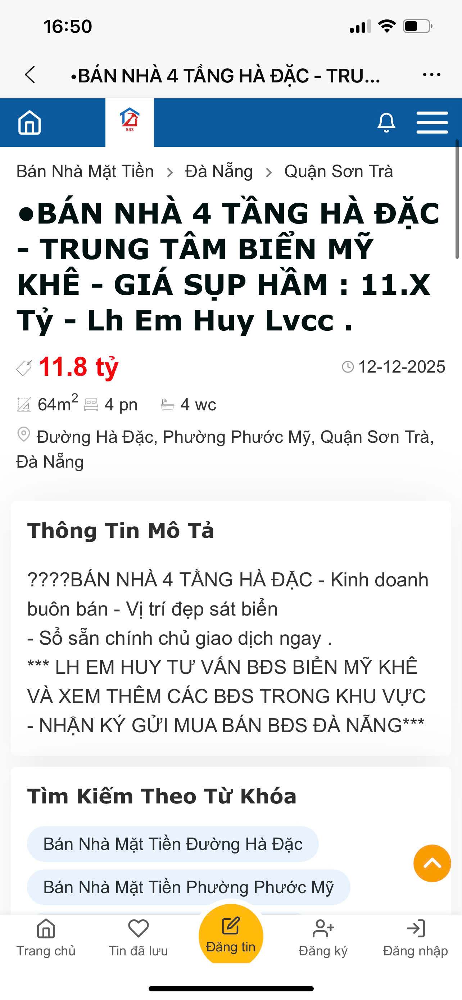 16:50
•BÁN NHÀ 4 TẦNG HÀ ĐẶC - TRU...
S43
Bán Nhà Mặt Tiền > Đà Nẵng > Quận Sơn Trà
●BÁN NHÀ 4 TẦNG HÀ ĐẶC
- TRUNG TÂM BIỂN MỸ
KHÊ - GIÁ SỤP HẦM : 11.X
Tỷ - Lh Em Huy Lvcc .
11.8 tỷ 12-12-2025
64m² 4 pn 4 wc
Đường Hà Đặc, Phường Phước Mỹ, Quận Sơn Trà,
Đà Nẵng
Thông Tin Mô Tả
????BÁN NHÀ 4 TẦNG HÀ ĐẶC - Kinh doanh
buôn bán - Vị trí đẹp sát biển
- Sổ sẵn chính chủ giao dịch ngay .
*** LH EM HUY TƯ VẤN BĐS BIỂN MỸ KHÊ
VÀ XEM THÊM CÁC BĐS TRONG KHU VỰC
- NHẬN KÝ GỬI MUA BÁN BĐS ĐÀ NẴNG***
Tìm Kiếm Theo Từ Khóa
Bán Nhà Mặt Tiền Đường Hà Đặc
Bán Nhà Mặt Tiền Phường Phước Mỹ
Trang chủ Tin đã lưu Đăng tin Đăng ký Đăng nhập